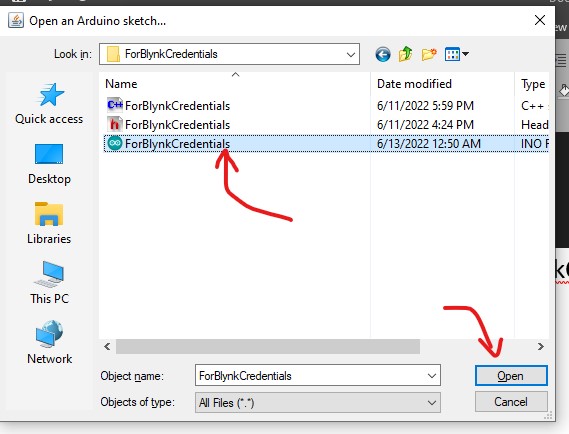 Open an Arduino sketch...
Look in: ForBlynkCredentials
Name Date modified Type
ForBlynkCredentials 6/11/2022 5:59 PM C++ s
ForBlynkCredentials 6/11/2022 4:24 PM Head
ForBlynkCredentials 6/13/2022 12:50 AM INO F
Quick access
Desktop
Libraries
This PC
Network
Object name: ForBlynkCredentials Open
Objects of type: All Files (*.*) Cancel